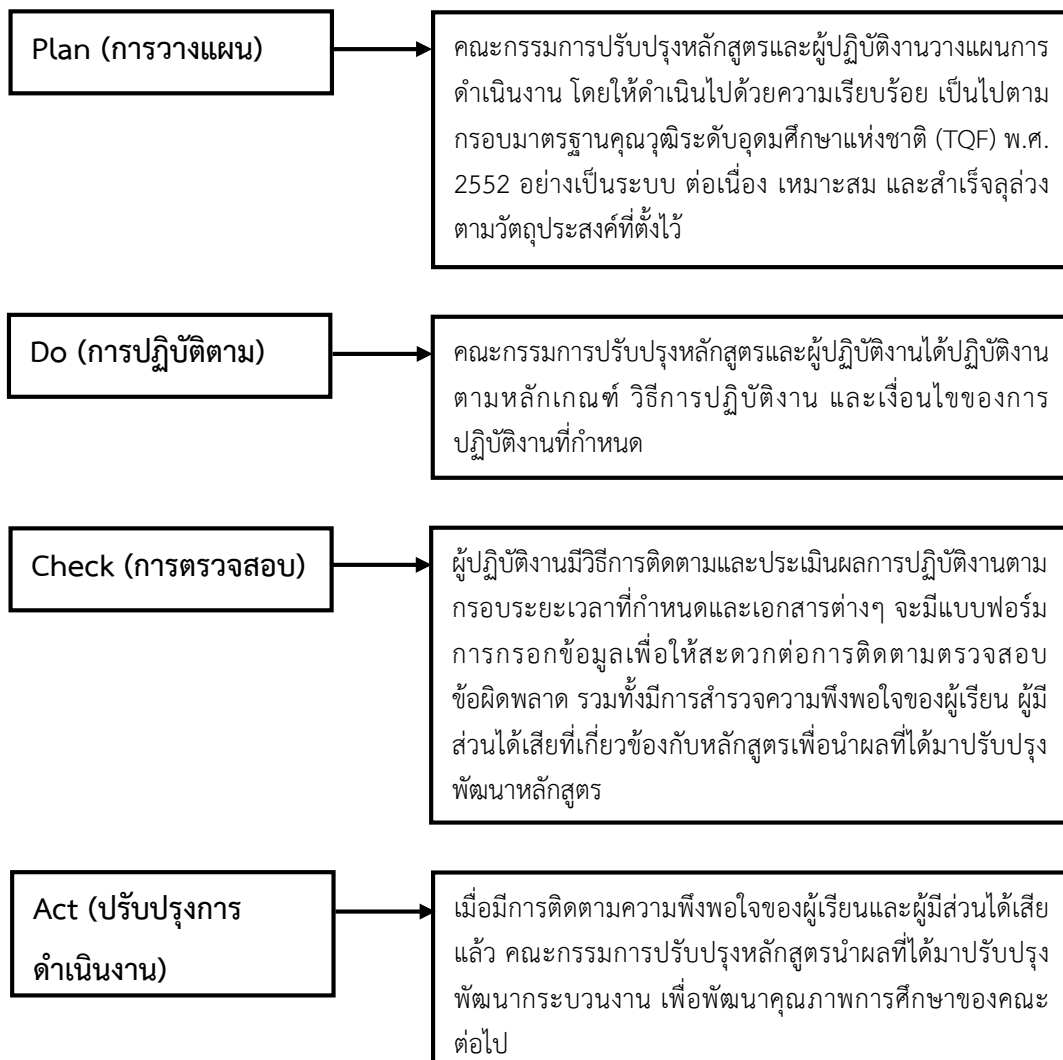 Plan (การวางแผน)
คณะกรรมการปรับปรุงหลักสูตรและผู้ปฏิบัติงานวางแผนการ
ดำเนินงาน โดยให้ดำเนินไปด้วยความเรียบร้อย เป็นไปตาม
กรอบมาตรฐานคุณวุฒิระดับอุดมศึกษาแห่งชาติ (TQF) พ.ศ.
2552 อย่างเป็นระบบ ต่อเนื่อง เหมาะสม และสำเร็จลุล่วง
ตามวัตถุประสงค์ที่ตั้งไว้
Do (การปฏิบัติตาม)
คณะกรรมการปรับปรุงหลักสูตรและผู้ปฏิบัติงานได้ปฏิบัติงาน
ตามหลักเกณฑ์ วิธีการปฏิบัติงาน และเงื่อนไขของการ
ปฏิบัติงานที่กำหนด
Check (การตรวจสอบ)
ผู้ปฏิบัติงานมีวิธีการติดตามและประเมินผลการปฏิบัติงานตาม
กรอบระยะเวลาที่กำหนดและเอกสารต่างๆ จะมีแบบฟอร์ม
การกรอกข้อมูลเพื่อให้สะดวกต่อการติดตามตรวจสอบ
ข้อผิดพลาด รวมทั้งมีการสำรวจความพึงพอใจของผู้เรียน ผู้มี
ส่วนได้เสียที่เกี่ยวข้องกับหลักสูตรเพื่อนำผลที่ได้มาปรับปรุง
พัฒนาหลักสูตร
Act (ปรับปรุงการ
ดำเนินงาน)
เมื่อมีการติดตามความพึงพอใจของผู้เรียนและผู้มีส่วนได้เสีย
แล้ว คณะกรรมการปรับปรุงหลักสูตรนำผลที่ได้มาปรับปรุง
พัฒนากระบวนงาน เพื่อพัฒนาคุณภาพการศึกษาของคณะ
ต่อไป